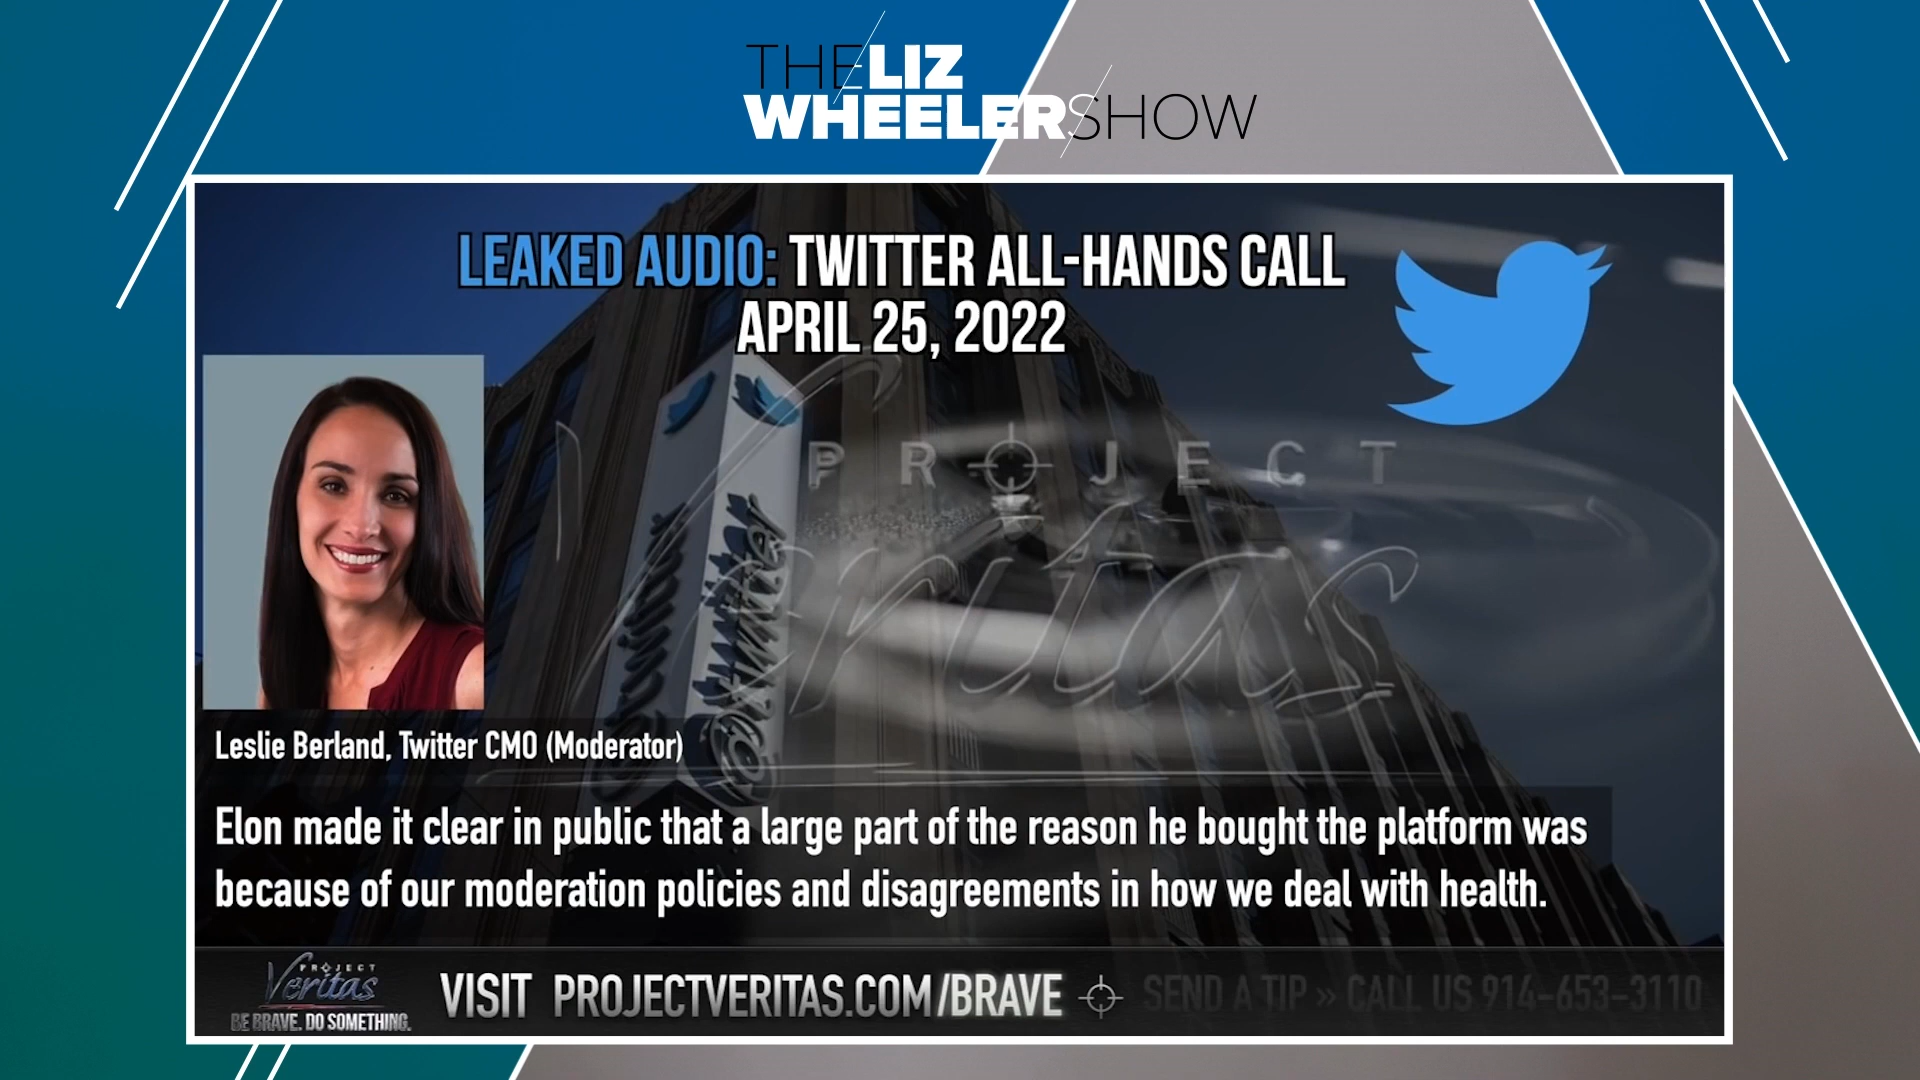 THE LIZ
WHEELER SHOW
LEAKED AUDIO: TWITTER ALL-HANDS CALL
APRIL 25, 2022
PROJECT
Veritas
twitter
@twitter
Leslie Berland, Twitter CMO (Moderator)
Elon made it clear in public that a large part of the reason he bought the platform was
because of our moderation policies and disagreements in how we deal with health.
PROJECT
Veritas
BE BRAVE. DO SOMETHING.
VISIT PROJECTVERITAS.COM/BRAVE SEND A TIP » CALL US 914-653-3110